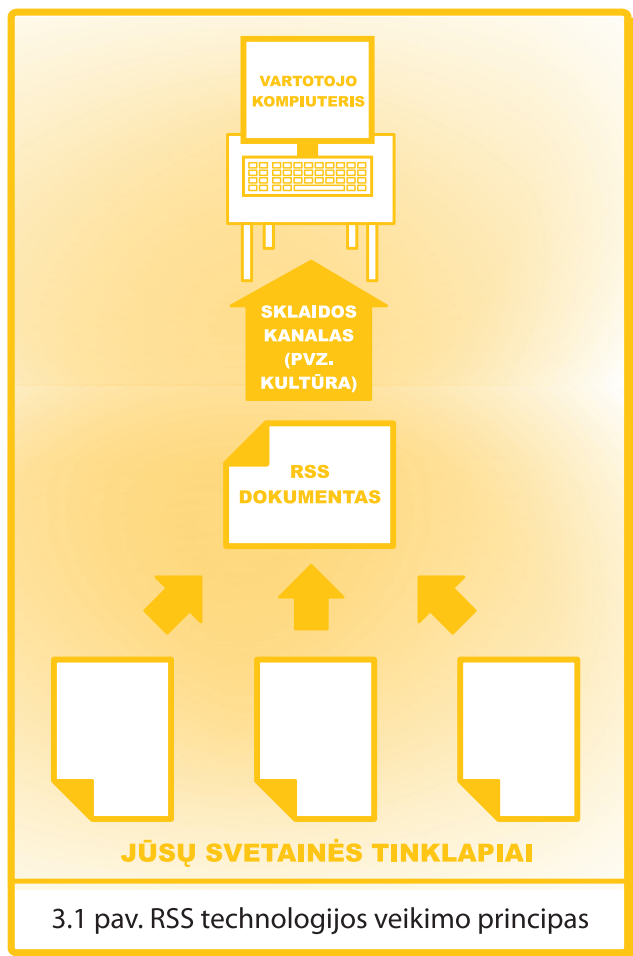 VARTOTOJO
KOMPIUTERIS
SKLAIDOS
KANALAS
(PVZ.
KULTŪRA)
RSS
DOKUMENTAS
JŪSŲ SVETAINĖS TINKLAPIAI
3.1 pav. RSS technologijos veikimo principas